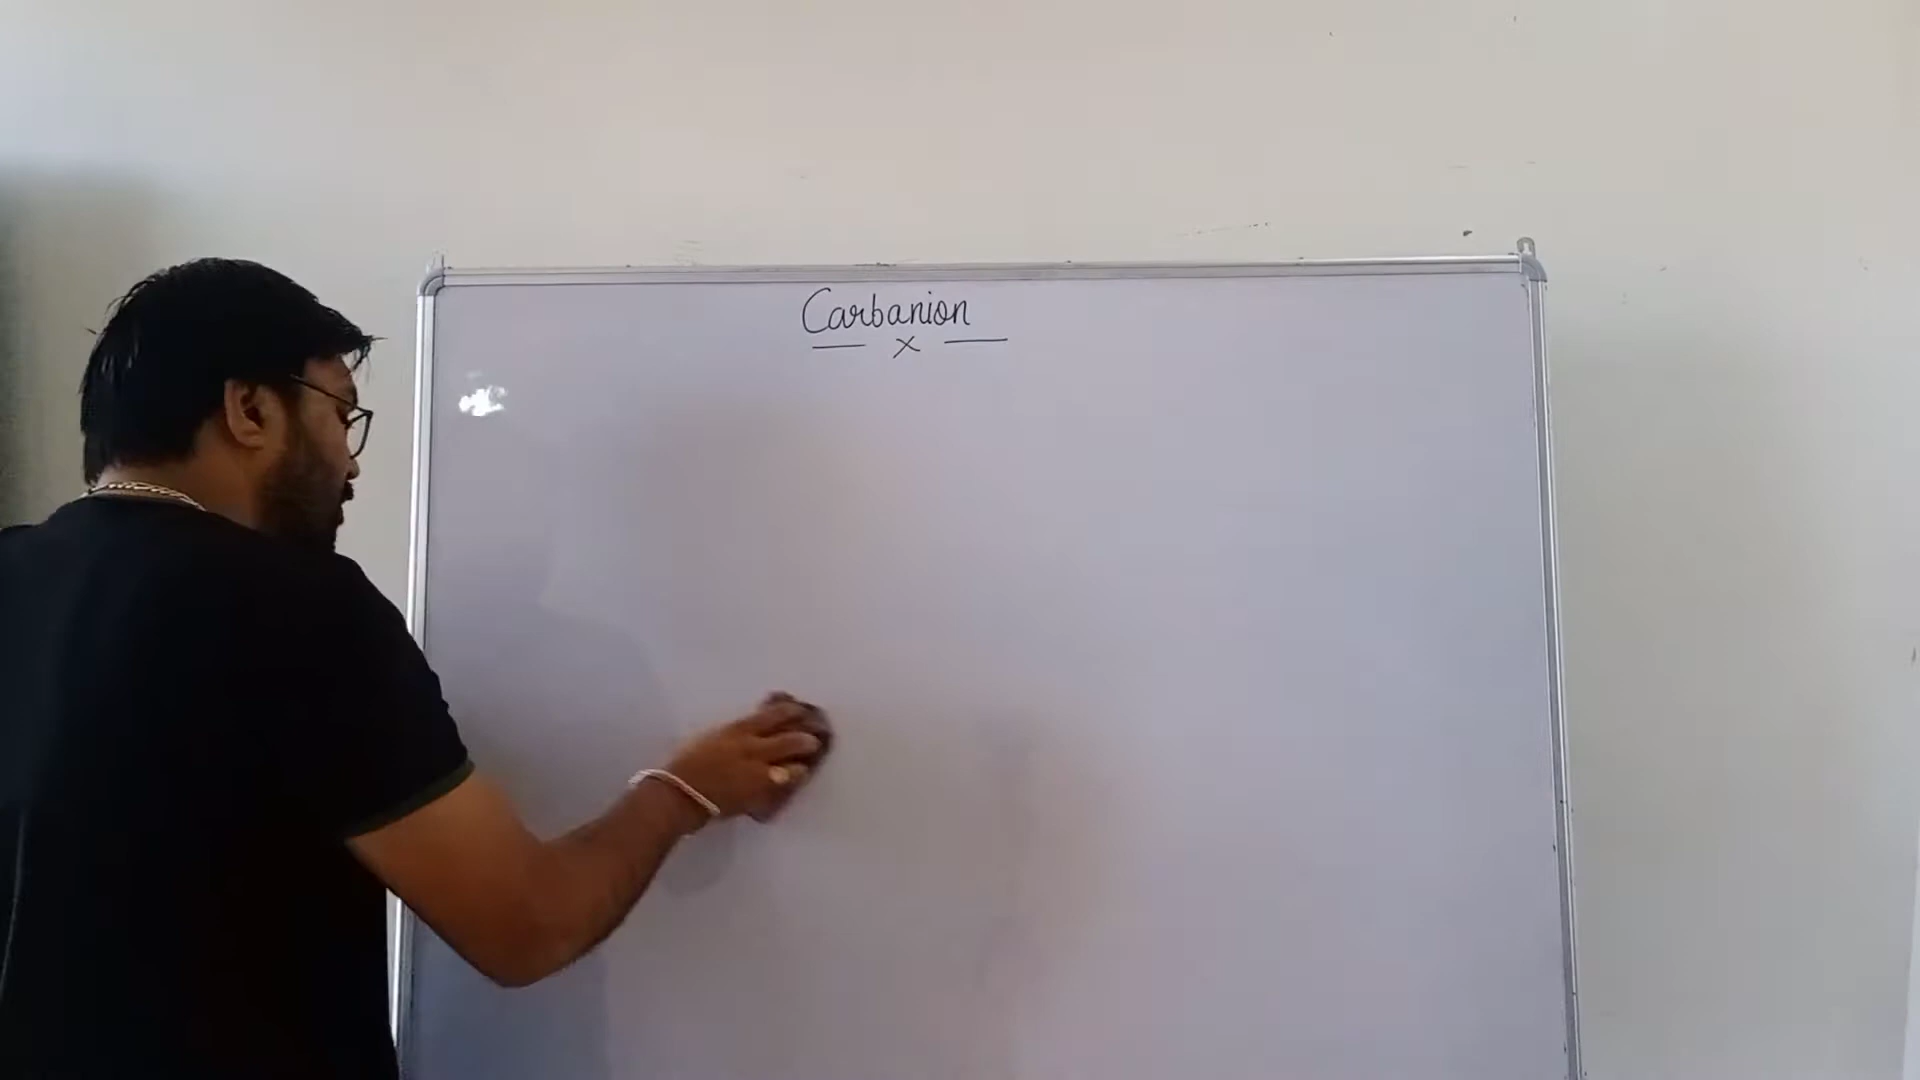 Carbanion
— x —